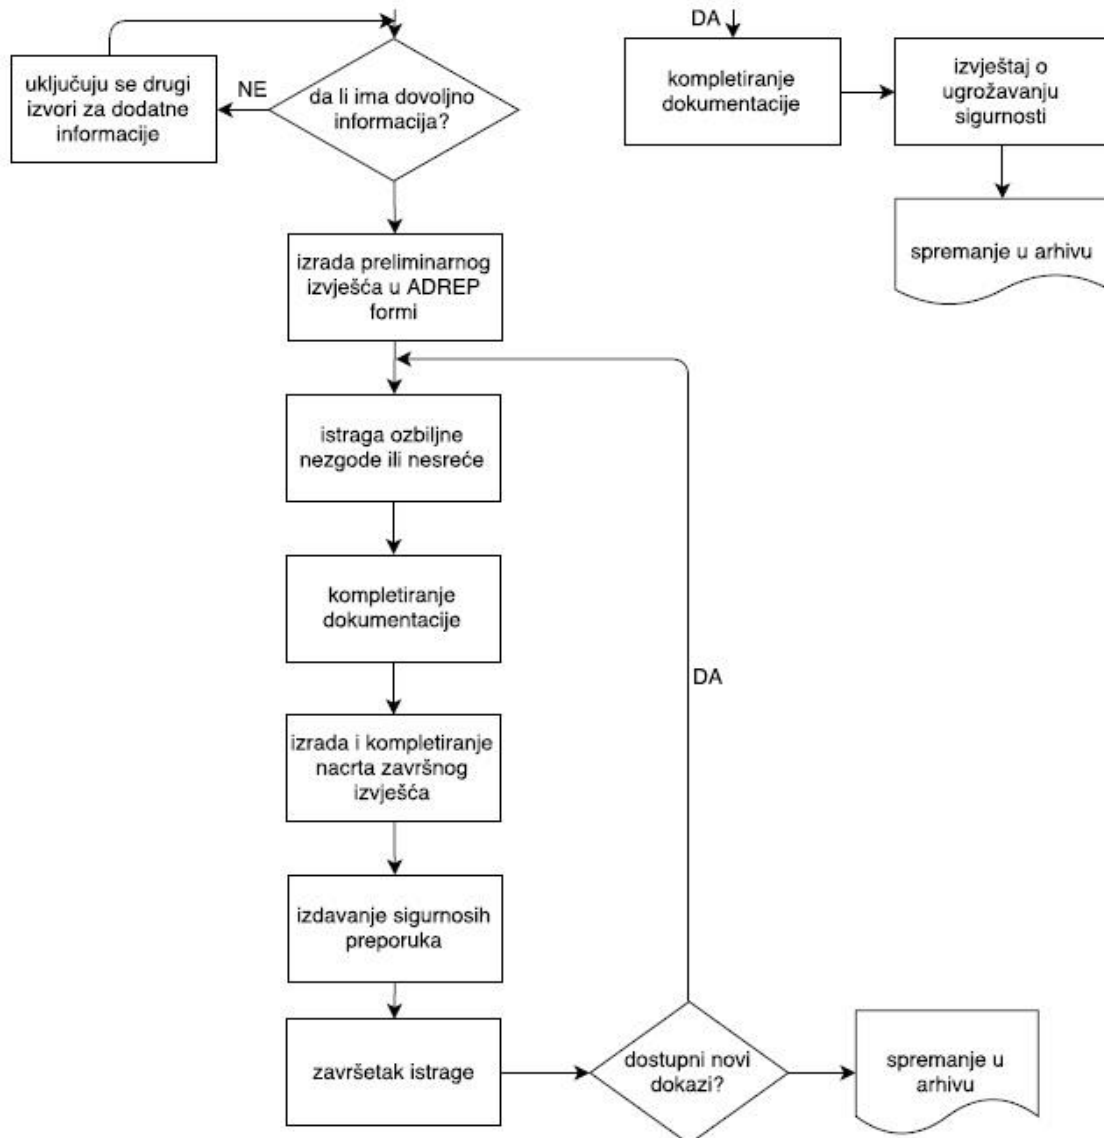 DA
uključuju se drugi
izvori za dodatne
informacije
NE
da li ima dovoljno
informacija?
kompletiranje
dokumentacije
izvještaj o
ugrožavanju
sigurnosti
spremanje u arhivu
izrada preliminarnog
izvješća u ADREP
formi
istraga ozbiljne
nezgode ili nesreće
kompletiranje
dokumentacije
DA
izrada i kompletiranje
nacrta završnog
izvješća
izdavanje sigurnosih
preporuka
završetak istrage
dostupni novi
dokazi?
spremanje u
arhivu